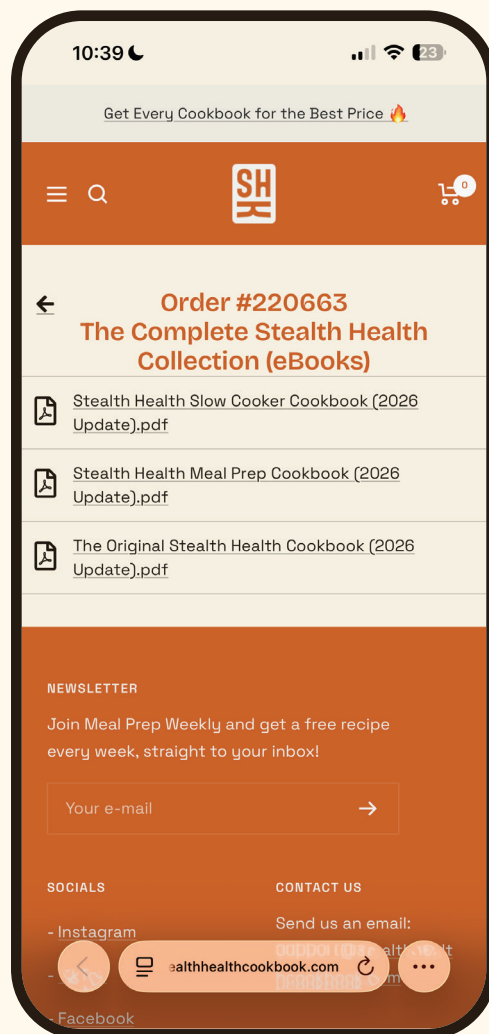 10:39
23
Get Every Cookbook for the Best Price 🔥
SH
K
0
Order #220663
The Complete Stealth Health
Collection (eBooks)
Stealth Health Slow Cooker Cookbook (2026
Update).pdf
Stealth Health Meal Prep Cookbook (2026
Update).pdf
The Original Stealth Health Cookbook (2026
Update).pdf
NEWSLETTER
Join Meal Prep Weekly and get a free recipe
every week, straight to your inbox!
Your e-mail
SOCIALS
CONTACT US
- Instagram
Send us an email:
ealthhealthcookbook.com
- Facebook